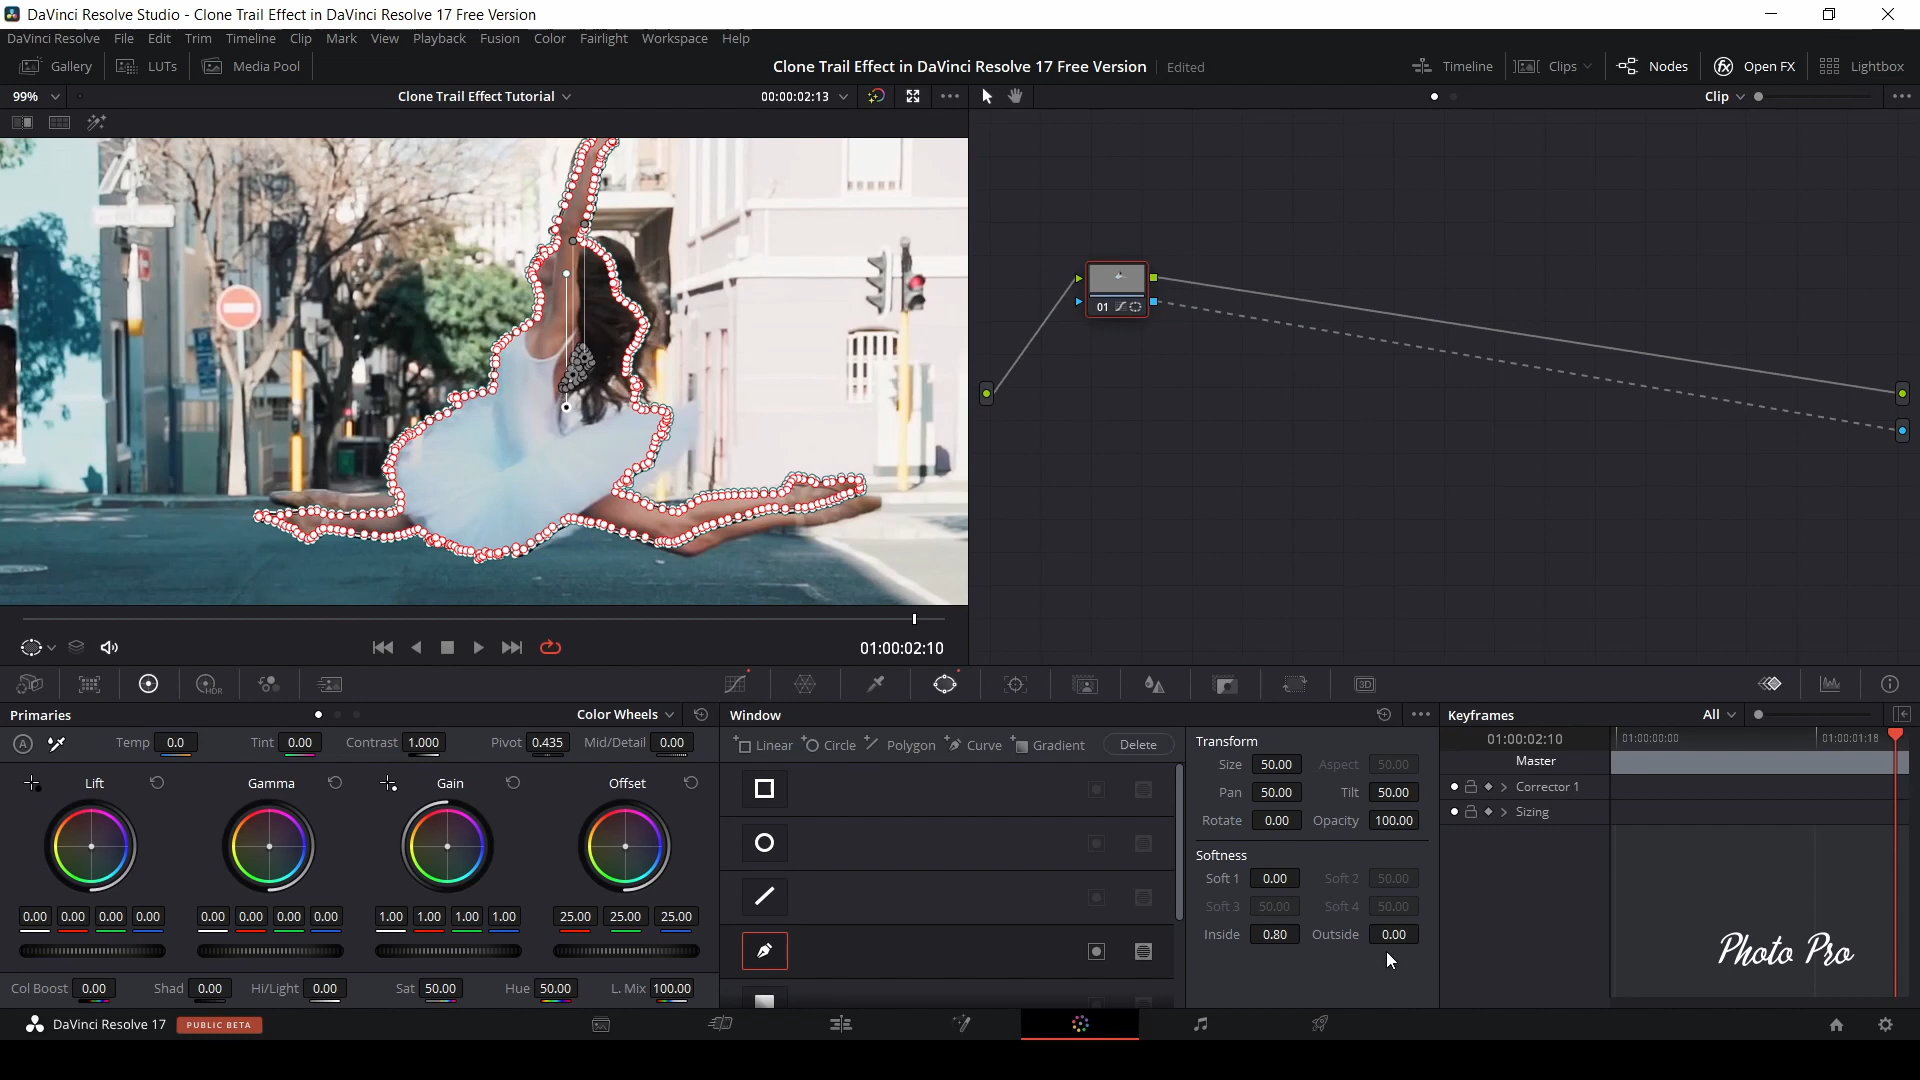 DaVinci Resolve Studio - Clone Trail Effect in DaVinci Resolve 17 Free Version
DaVinci Resolve File Edit Trim Timeline Clip Mark View Playback Fusion Color Fairlight Workspace Help
Gallery LUTs Media Pool Clone Trail Effect in DaVinci Resolve 17 Free Version Edited Timeline Clips Nodes Open FX Lightbox
99% Clone Trail Effect Tutorial 00:00:02:13 Clip
01
01:00:02:10
HDR 3D
Primaries Color Wheels Window Keyframes All
A Temp 0.0 Tint 0.00 Contrast 1.000 Pivot 0.435 Mid/Detail 0.00
Linear Circle Polygon Curve Gradient Delete
Transform
Size 50.00 Aspect 50.00
Pan 50.00 Tilt 50.00
Rotate 0.00 Opacity 100.00
Softness
Soft 1 0.00 Soft 2 50.00
Soft 3 50.00 Soft 4 50.00
Inside 0.80 Outside 0.00
01:00:02:10 01:00:00:00 01:00:01:18
Master
Corrector 1
Sizing
Lift Gamma Gain Offset
0.00 0.00 0.00 0.00 0.00 0.00 0.00 0.00 1.00 1.00 1.00 1.00 25.00 25.00 25.00
Col Boost 0.00 Shad 0.00 Hi/Light 0.00 Sat 50.00 Hue 50.00 L. Mix 100.00
Photo Pro
DaVinci Resolve 17 PUBLIC BETA